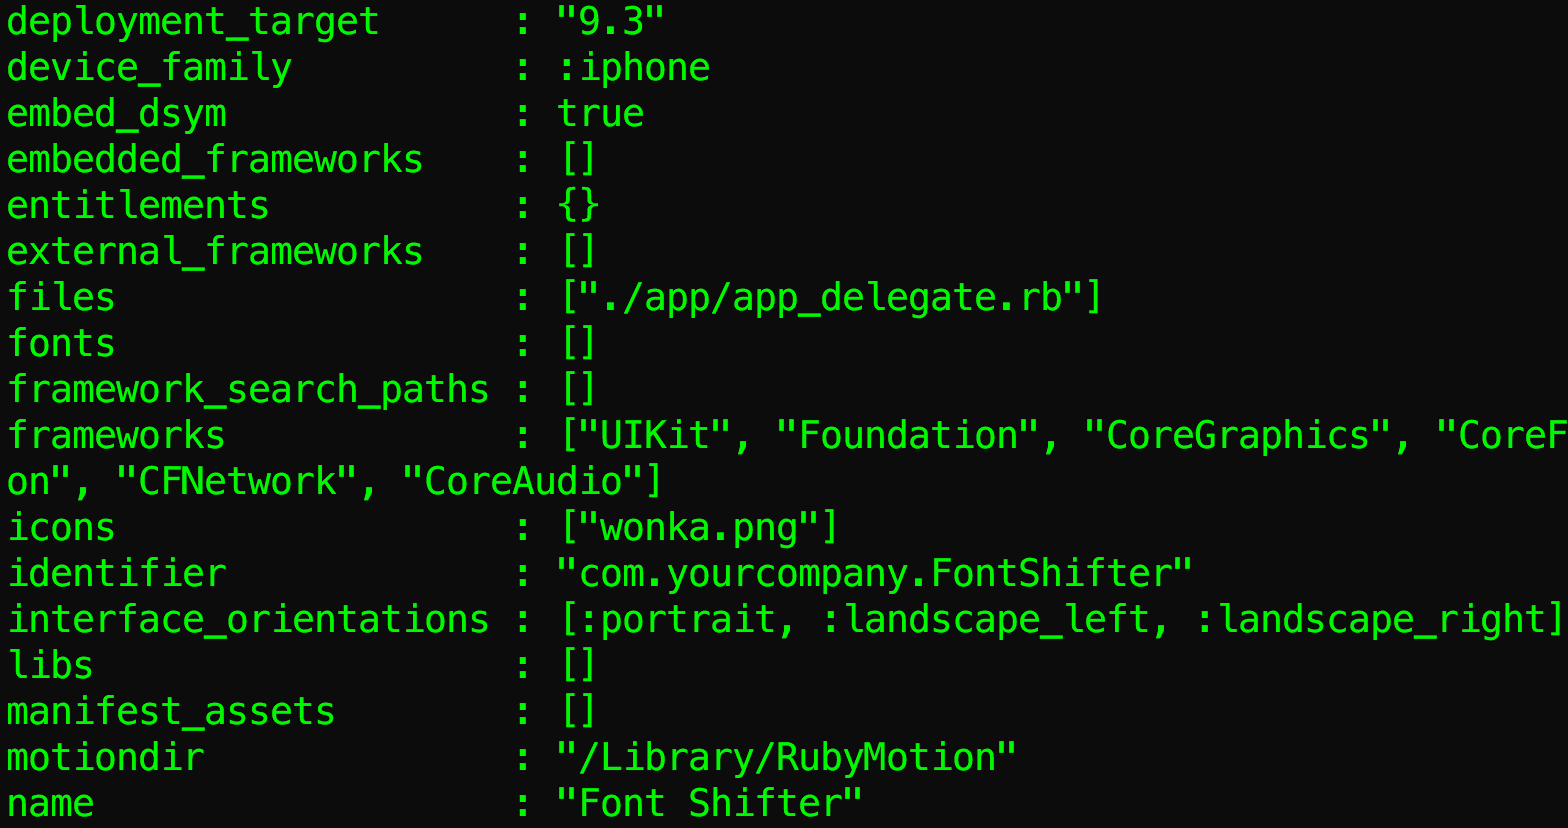 deployment_target : "9.3"
device_family : :iphone
embed_dsym : true
embedded_frameworks : []
entitlements : {}
external_frameworks : []
files : ["./app/app_delegate.rb"]
fonts : []
framework_search_paths : []
frameworks : ["UIKit", "Foundation", "CoreGraphics", "CoreF
on", "CFNetwork", "CoreAudio"]
icons : ["wonka.png"]
identifier : "com.yourcompany.FontShifter"
interface_orientations : [:portrait, :landscape_left, :landscape_right]
libs : []
manifest_assets : []
motiondir : "/Library/RubyMotion"
name : "Font Shifter"